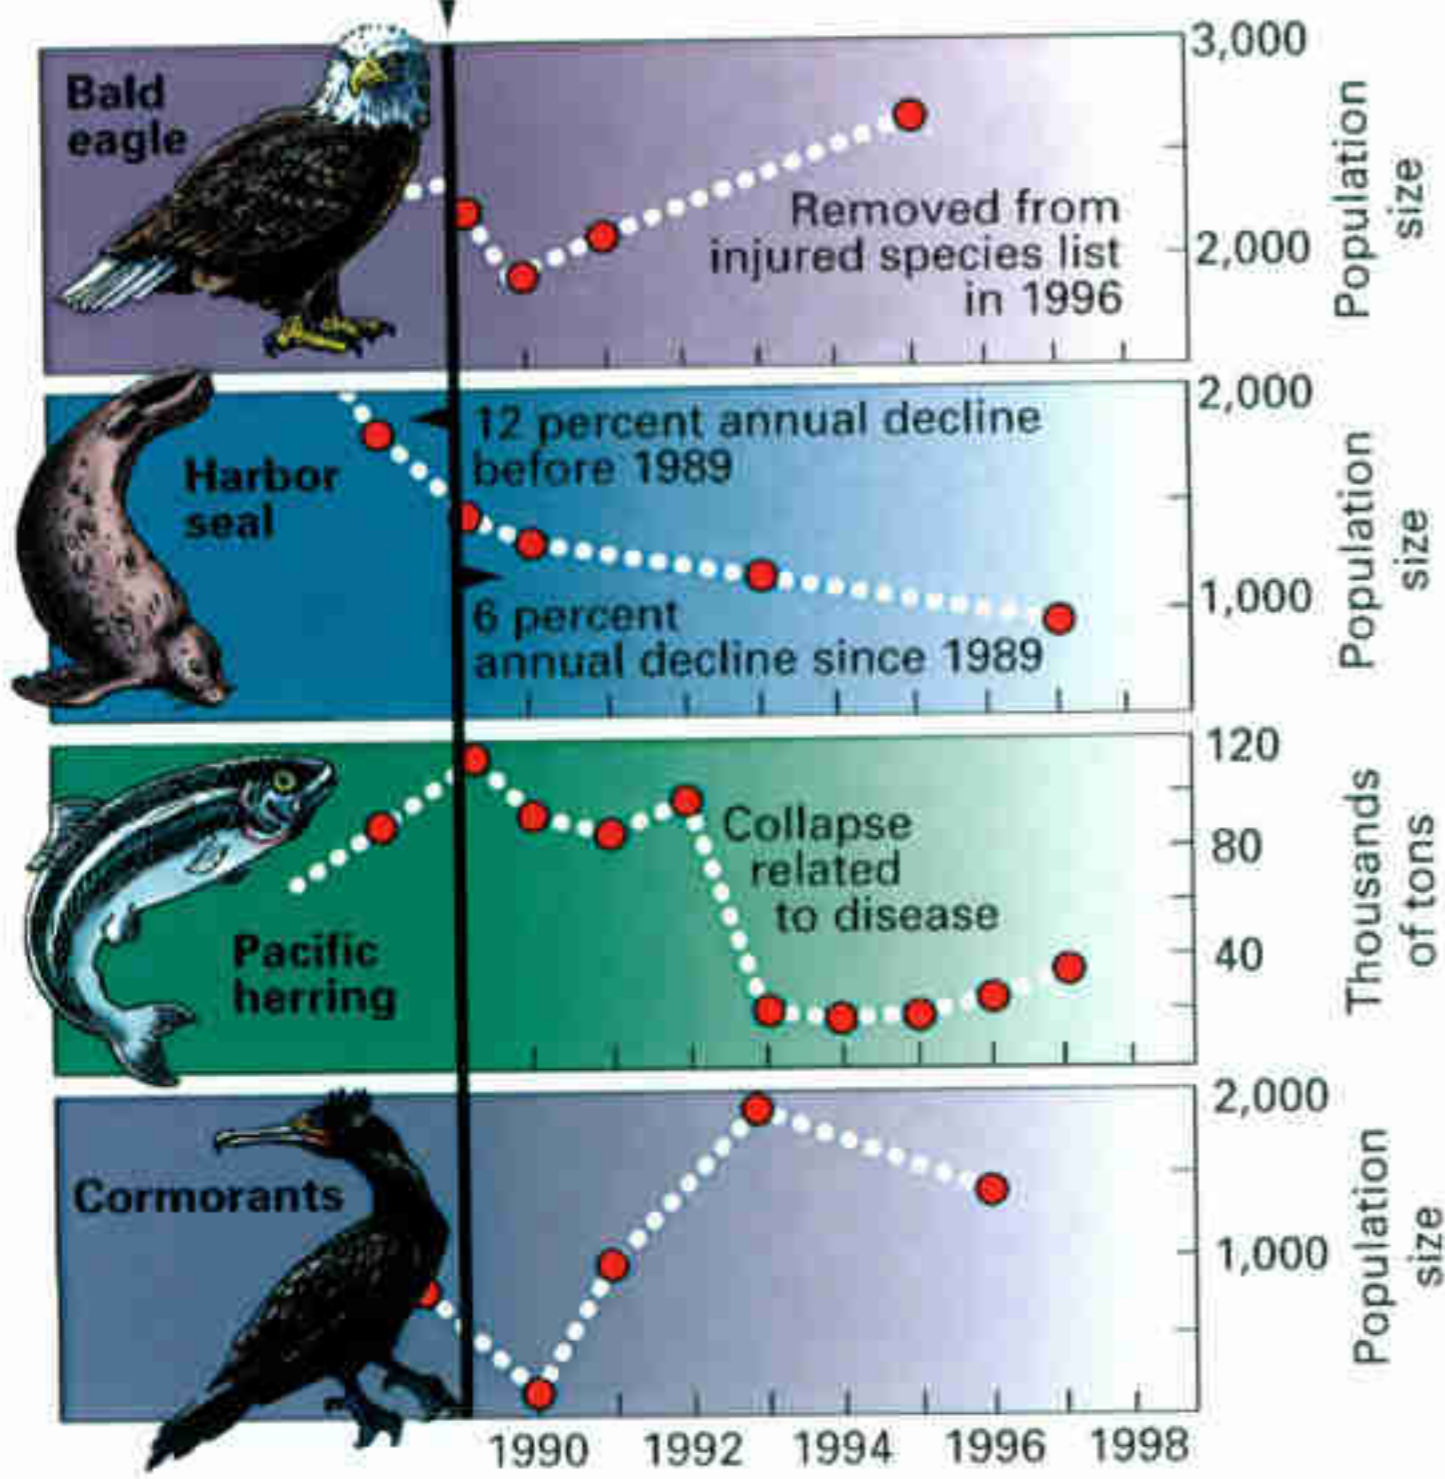 Bald
eagle
Removed from
injured species list
in 1996
3,000
2,000
Population
size
Harbor
seal
12 percent annual decline
before 1989
6 percent
annual decline since 1989
2,000
1,000
Population
size
Pacific
herring
Collapse
related
to disease
120
80
40
Thousands
of tons
Cormorants
2,000
1,000
Population
size
1990 1992 1994 1996 1998